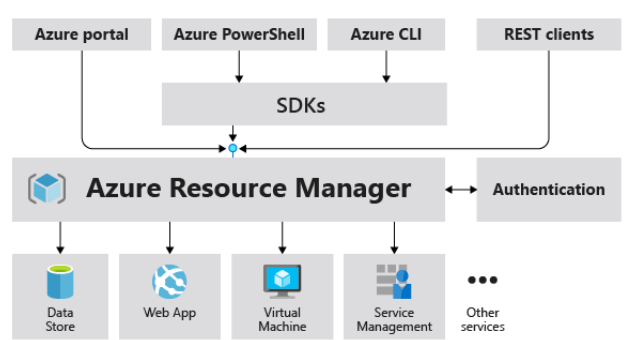 Azure portal
Azure PowerShell
Azure CLI
REST clients
SDKs
Azure Resource Manager
Authentication
Data
Store
Web App
Virtual
Machine
Service
Management
Other
services